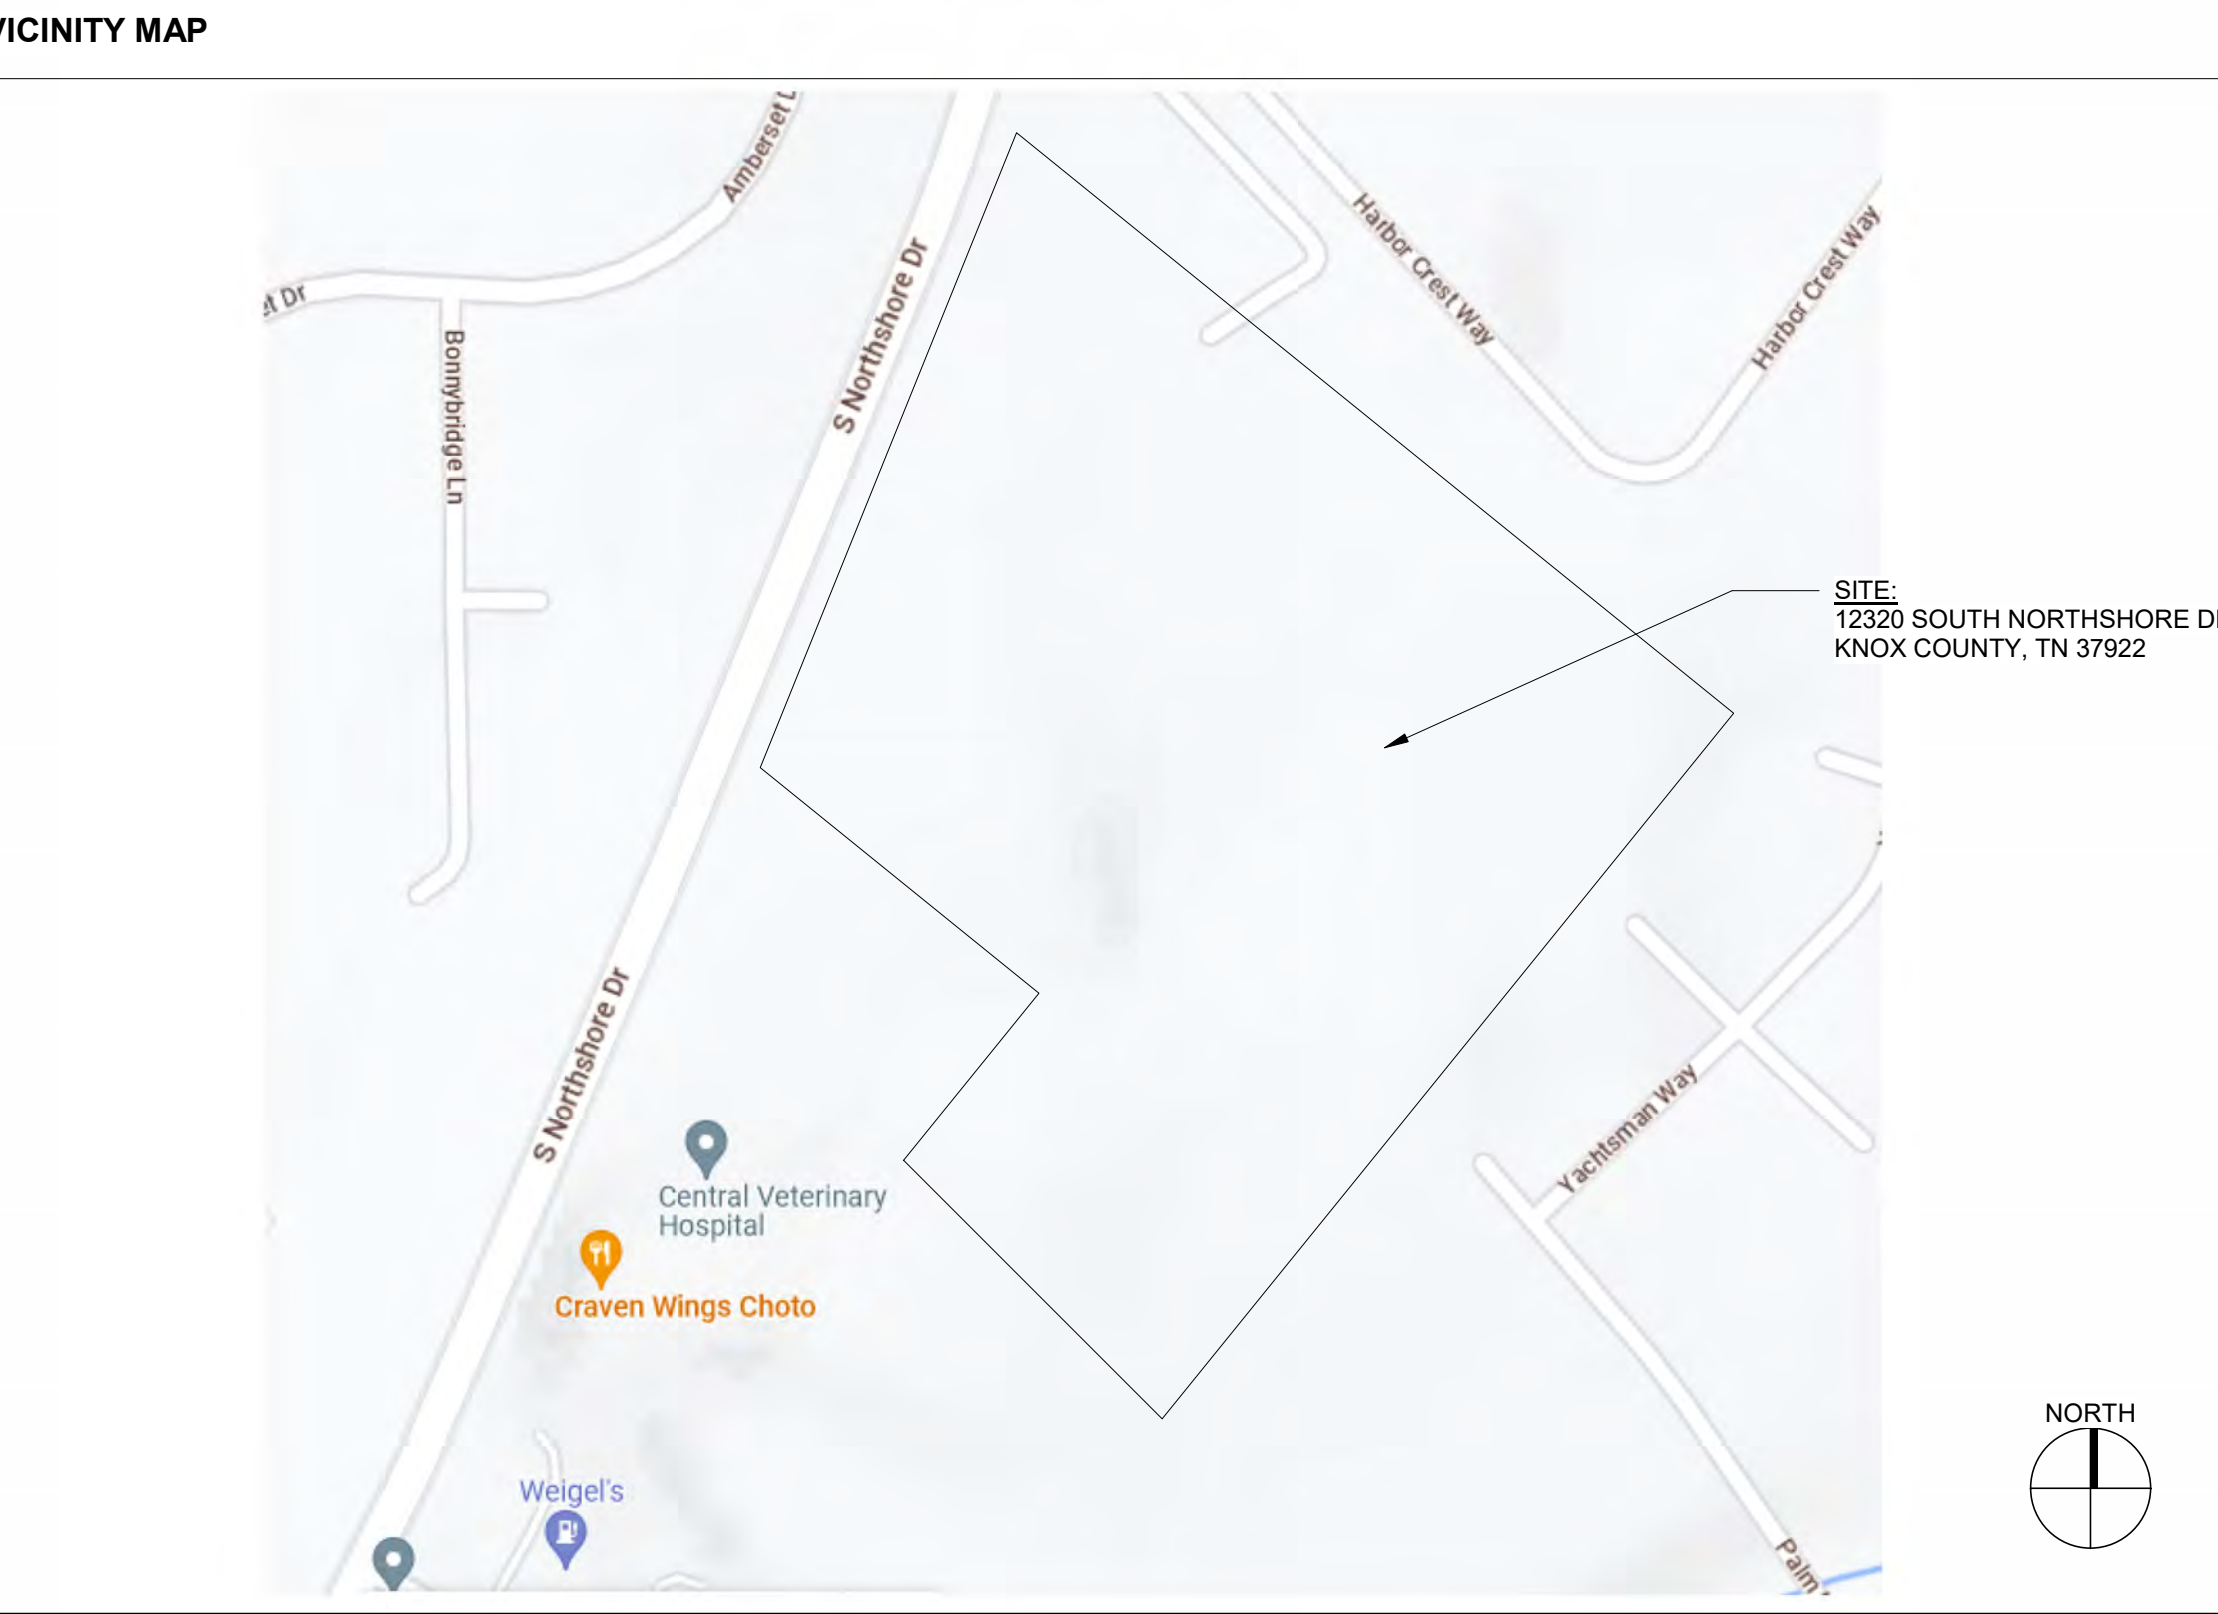 VICINITY MAP
Amberset
Harbor Crest Way
Harbor Crest Way
Dr
S Northshore Dr
Bonnybridge Ln
SITE:
12320 SOUTH NORTHSHORE
KNOX COUNTY, TN 37922
S Northshore Dr
Yachtsman Way
Central Veterinary
Hospital
Craven Wings Choto
NORTH
Weigel's
Palm